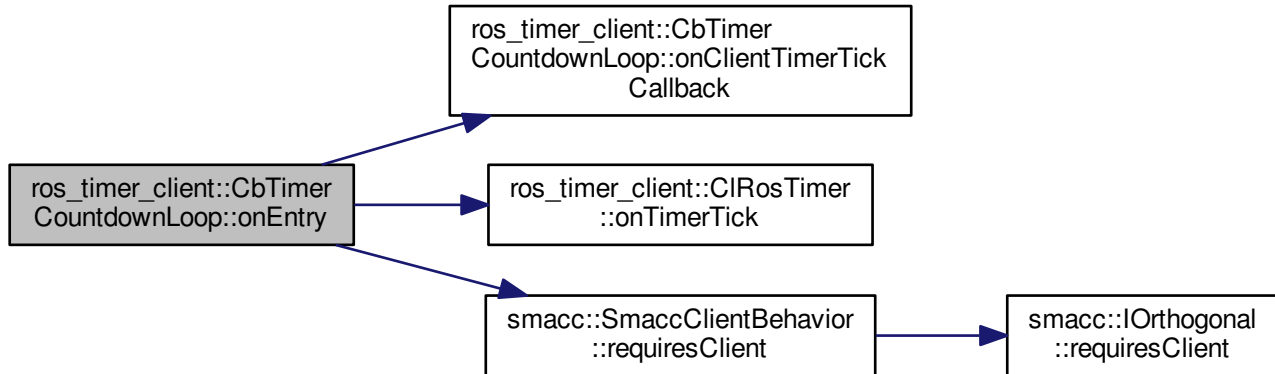 ros_timer_client::CbTimer
CountdownLoop::onEntry
ros_timer_client::CbTimer
CountdownLoop::onClientTimerTick
Callback
ros_timer_client::ClRosTimer
::onTimerTick
smacc::SmaccClientBehavior
::requiresClient
smacc::IOrthogonal
::requiresClient